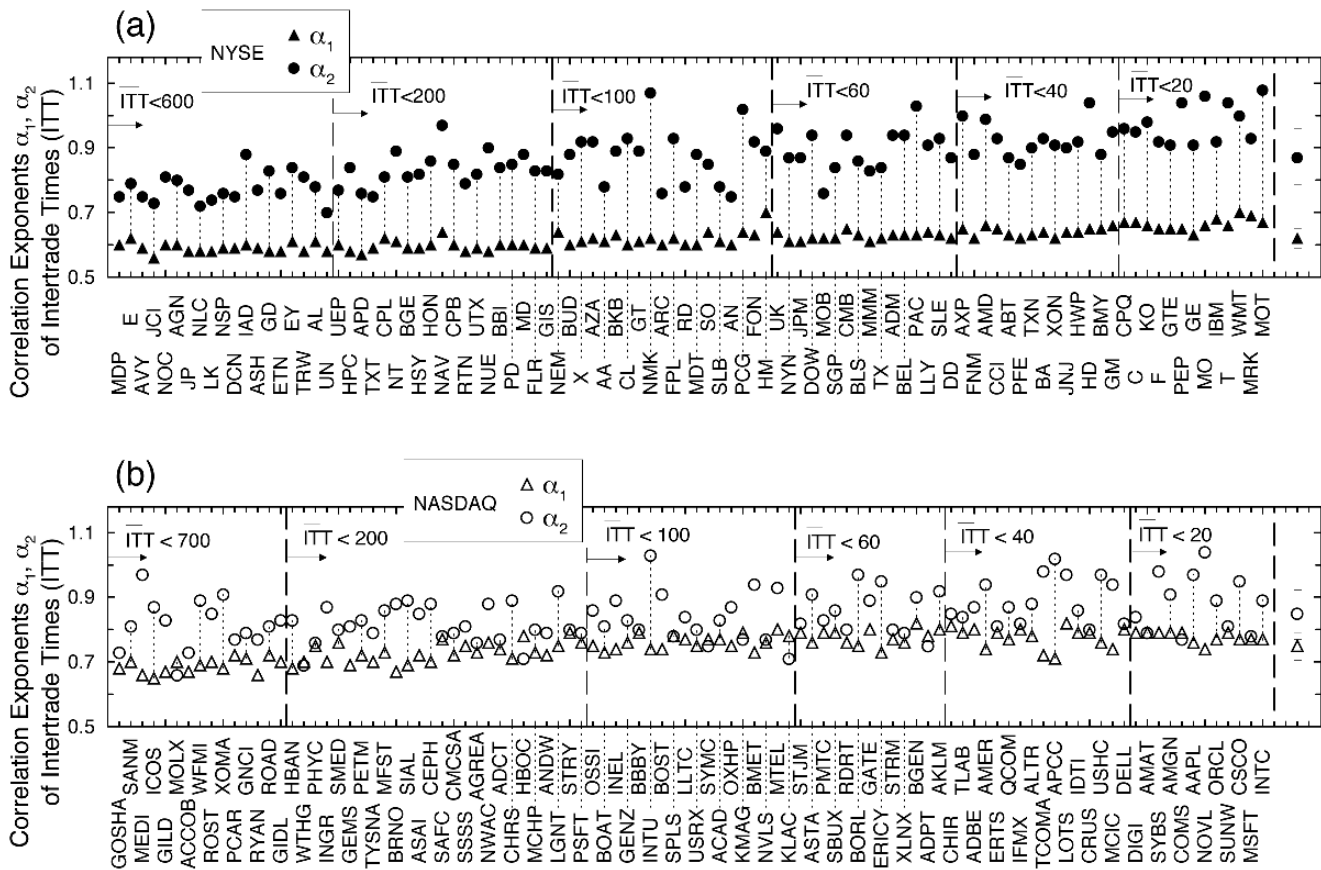 (a)
NYSE
▲ α1
● α2
Correlation Exponents α1, α2
of Intertrade Times (ITT)
1.1
0.9
0.7
0.5
ITT<600
ITT<200
ITT<100
ITT<60
ITT<40
ITT<20
E JCI AGN NLC NSP IAD GD EY AL UEP APD CPL BGE HON CPB UTX BBI MD GIS BUD AZA BKB GT ARC RD SO AN FON UK JPM MOB CMB MMM ADM PAC SLE AXP AMD ABT TXN XON HWP BMY CPQ KO GTE GE IBM WMT MOT
MDP AVY NOC JP LK DCN ASH ETN TRW UN HPC TXT NT HSY NAV RTN NUE PD FLR NEM X AA CL NMK FPL MDT SLB PCG HM NYN DOW SGP BLS TX BEL LLY DD FNM CCI PFE BA JNJ HD GM C F PEP MO T MRK
(b)
NASDAQ
△ α1
○ α2
Correlation Exponents α1, α2
of Intertrade Times (ITT)
1.1
0.9
0.7
0.5
ITT < 700
ITT < 200
ITT < 100
ITT < 60
ITT < 40
ITT < 20
SANM ICOS MOLX WFMI XOMA GNCI ROAD HBAN PHYC SMED PETM MFST SIAL CEPH CMCSA AGREA ADCT HBOC ANDW STRY OSSI INEL BBBY BOST LLTC SYMC OXHP BMET MTEL STJM PMTC RDRT GATE STRM BGEN AKLM TLAB AMER QCOM ALTR APCC IDTI USHC DELL AMAT AMGN AAPL ORCL CSCO INTC
GOSHA MEDI GILD ACCOB ROST PCAR RYAN GIDL WTHG INGR GEMS TYSNA BRNO ASAI SAFC SSSS NWAC CHRS MCHP LGNT PSFT BOAT GENZ INTU SPLS USRX ACAD KMAG NVLS KLAC ASTA SBUX BORL ERICY XLNX ADPT CHIR ADBE ERTS IFMX TCOMA LOTS CRUS MCIC DIGI SYBS COMS NOVL SUNW MSFT